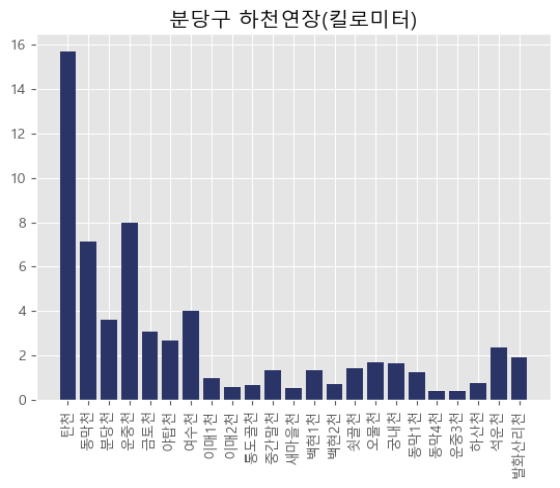 분당구 하천연장(킬로미터)
16
14
12
10
8
6
4
2
0
탄천
동막천
분당천
운중천
금토천
야탑천
여수천
이매1천
이매2천
통도골천
중간말천
새마을천
백현1천
백현2천
쇳골천
오물천
궁내천
동막1천
동막4천
운중3천
하산천
석운천
발화산리천